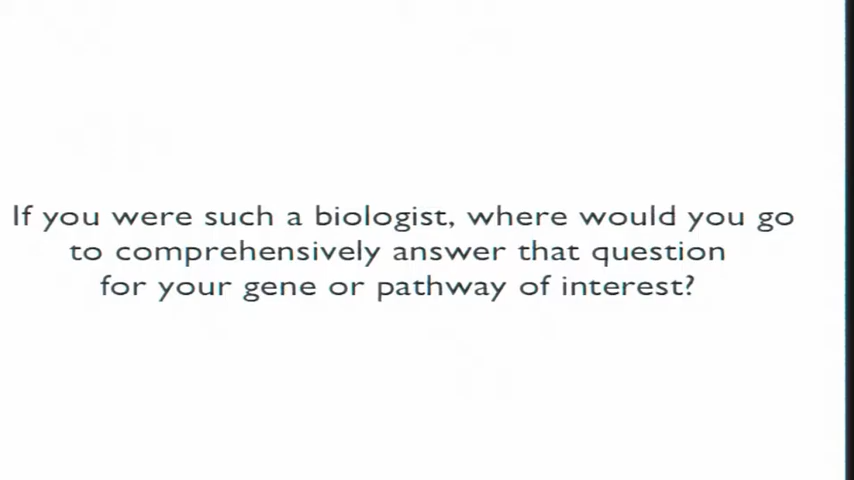 If you were such a biologist, where would you go
to comprehensively answer that question
for your gene or pathway of interest?